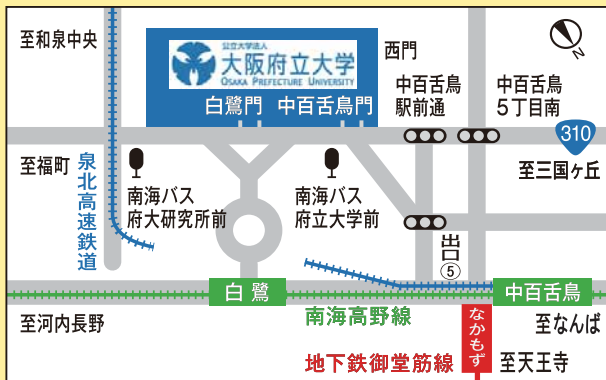 至和泉中央
公立大学法人
大阪府立大学
OSAKA PREFECTURE UNIVERSITY
西門
N
白鷺門
中百舌鳥門
中百舌鳥
駅前通
中百舌鳥
5丁目南
310
至福町
泉北高速鉄道
南海バス
府大研究所前
南海バス
府立大学前
至三国ヶ丘
出口
⑤
白鷺
中百舌鳥
至河内長野
南海高野線
なかもず
至なんば
地下鉄御堂筋線
至天王寺